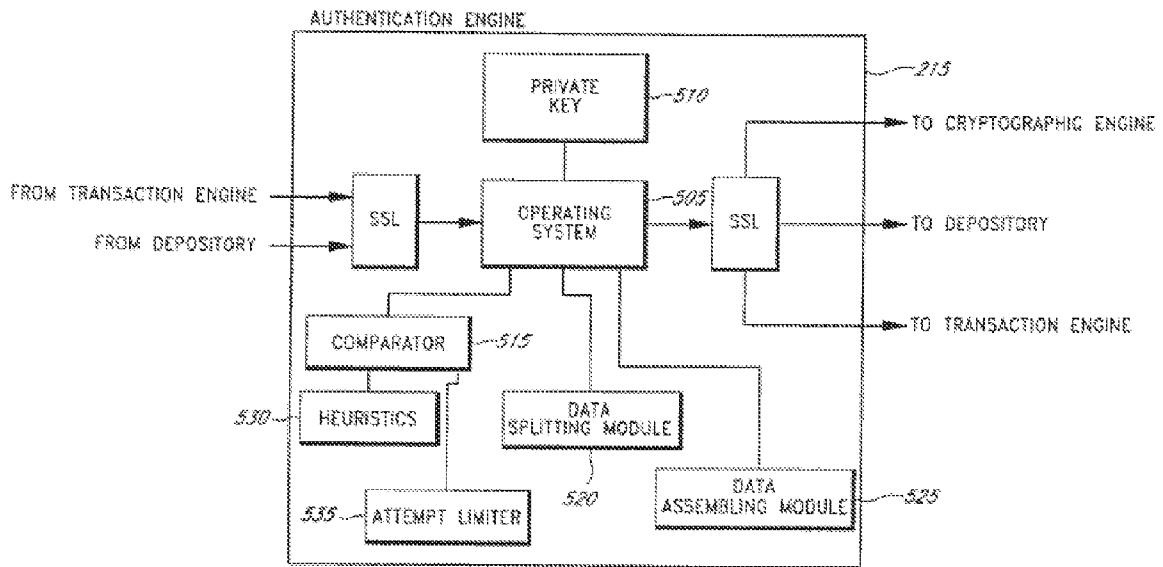 AUTHENTICATION ENGINE
215
PRIVATE
KEY
510
TO CRYPTOGRAPHIC ENGINE
FROM TRANSACTION ENGINE
SSL
OPERATING
SYSTEM
505
SSL
TO DEPOSITORY
FROM DEPOSITORY
TO TRANSACTION ENGINE
COMPARATOR
515
530
HEURISTICS
DATA
SPLITTING MODULE
520
DATA
ASSEMBLING MODULE
525
535
ATTEMPT LIMITER